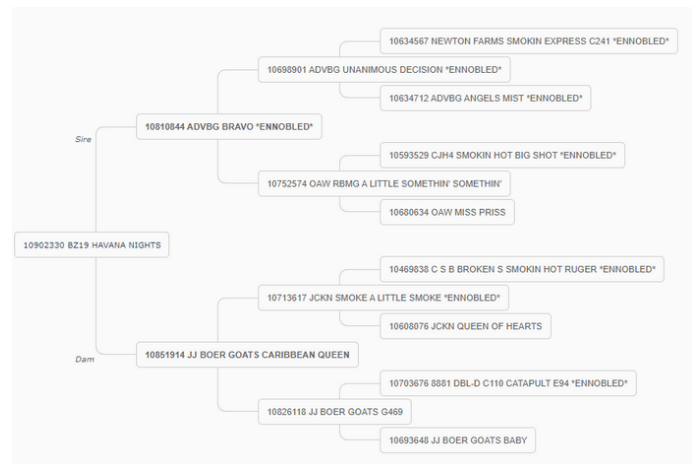 10634567 NEWTON FARMS SMOKIN EXPRESS C241 *ENNOBLED*
10698901 ADVBG UNANIMOUS DECISION *ENNOBLED*
10634712 ADVBG ANGELS MIST *ENNOBLED*
10810844 ADVBG BRAVO *ENNOBLED*
Sire
10593529 CJH4 SMOKIN HOT BIG SHOT *ENNOBLED*
10752574 OAW RBMG A LITTLE SOMETHIN' SOMETHIN'
10680634 OAW MISS PRISS
10902330 BZ19 HAVANA NIGHTS
10469838 C S B BROKEN S SMOKIN HOT RUGER *ENNOBLED*
10713617 JCKN SMOKE A LITTLE SMOKE *ENNOBLED*
10608076 JCKN QUEEN OF HEARTS
10851914 JJ BOER GOATS CARIBBEAN QUEEN
Dam
10703676 8881 DBL-D C110 CATAPULT E94 *ENNOBLED*
10826118 JJ BOER GOATS G469
10693648 JJ BOER GOATS BABY